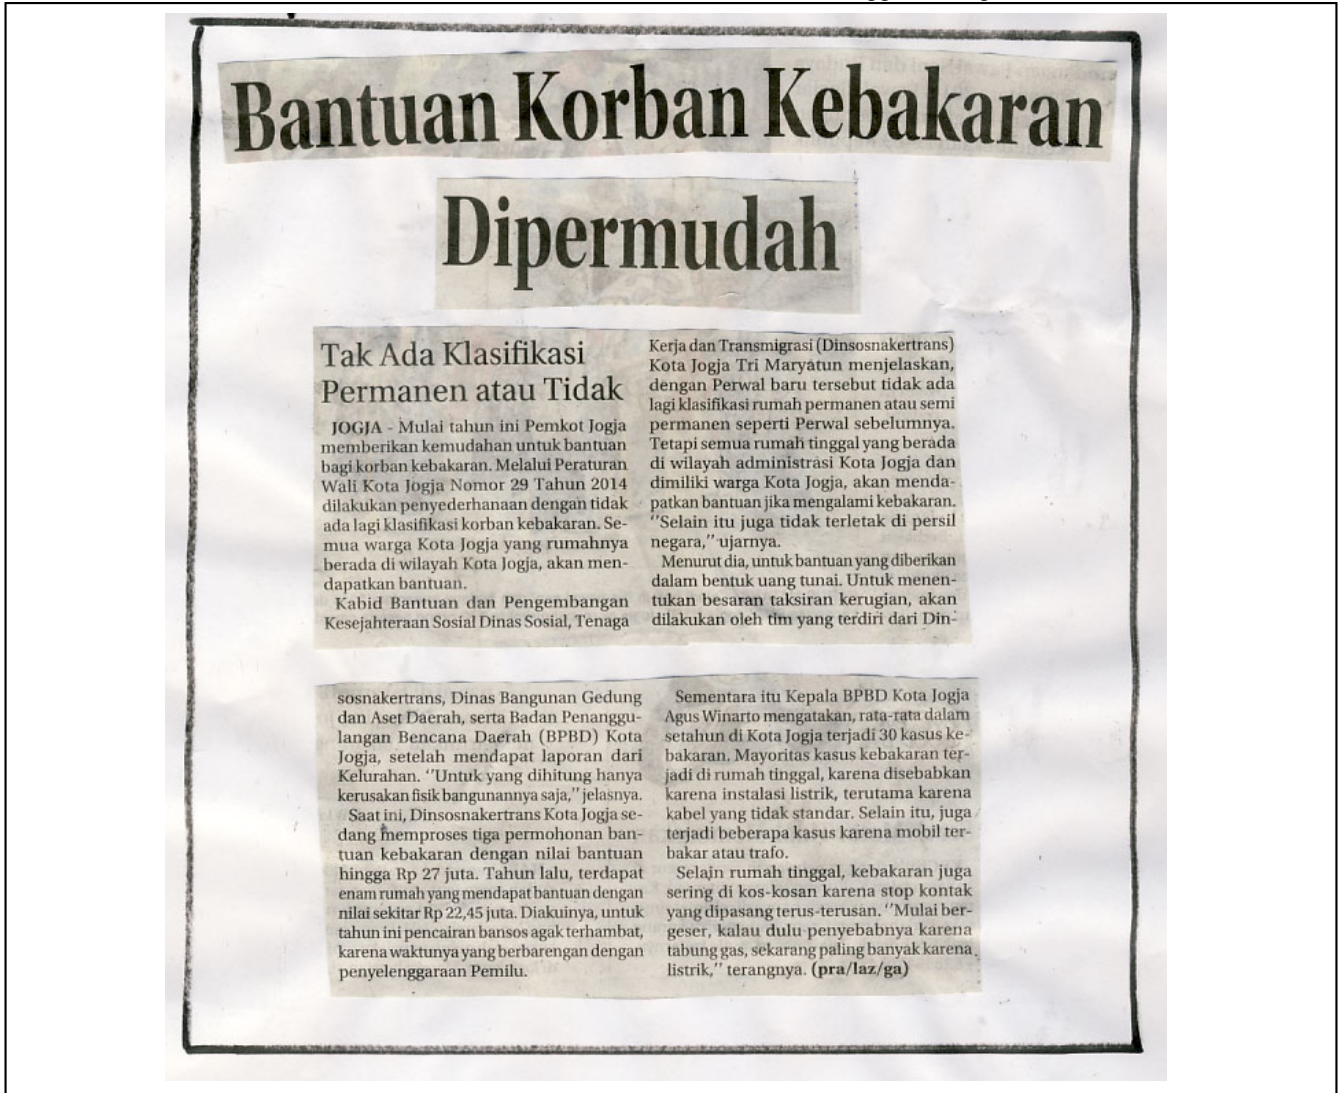 Bantuan Korban Kebakaran
Dipermudah
Tak Ada Klasifikasi
Permanen atau Tidak
JOGJA - Mulai tahun ini Pemkot Jogja
memberikan kemudahan untuk bantuan
bagi korban kebakaran. Melalui Peraturan
Wali Kota Jogja Nomor 29 Tahun 2014
dilakukan penyederhanaan dengan tidak
ada lagi klasifikasi korban kebakaran. Se-
mua warga Kota Jogja yang rumahnya
berada di wilayah Kota Jogja, akan men-
dapatkan bantuan.
Kabid Bantuan dan Pengembangan
Kesejahteraan Sosial Dinas Sosial, Tenaga
Kerja dan Transmigrasi (Dinsosnakertrans)
Kota Jogja Tri Maryatun menjelaskan,
dengan Perwal baru tersebut tidak ada
lagi klasifikasi rumah permanen atau semi
permanen seperti Perwal sebelumnya.
Tetapi semua rumah tinggal yang berada
di wilayah administrasi Kota Jogja dan
dimiliki warga Kota Jogja, akan menda-
patkan bantuan jika mengalami kebakaran.
''Selain itu juga tidak terletak di persil
negara,'' ujarnya.
Menurut dia, untuk bantuan yang diberikan
dalam bentuk uang tunai. Untuk menen-
tukan besaran taksiran kerugian, akan
dilakukan oleh tim yang terdiri dari Din-
sosnakertrans, Dinas Bangunan Gedung
dan Aset Daerah, serta Badan Penanggu-
langan Bencana Daerah (BPBD) Kota
Jogja, setelah mendapat laporan dari
Kelurahan. ''Untuk yang dihitung hanya
kerusakan fisik bangunannya saja,'' jelasnya.
Saat ini, Dinsosnakertrans Kota Jogja se-
dang memproses tiga permohonan ban-
tuan kebakaran dengan nilai bantuan
hingga Rp 27 juta. Tahun lalu, terdapat
enam rumah yang mendapat bantuan dengan
nilai sekitar Rp 22,45 juta. Diakuinya, untuk
tahun ini pencairan bansos agak terhambat,
karena waktunya yang berbarengan dengan
penyelenggaraan Pemilu.
Sementara itu Kepala BPBD Kota Jogja
Agus Winarto mengatakan, rata-rata dalam
setahun di Kota Jogja terjadi 30 kasus ke-
bakaran. Mayoritas kasus kebakaran ter-
jadi di rumah tinggal, karena disebabkan
karena instalasi listrik, terutama karena
kabel yang tidak standar. Selain itu, juga
terjadi beberapa kasus karena mobil ter-
bakar atau trafo.
Selain rumah tinggal, kebakaran juga
sering di kos-kosan karena stop kontak
yang dipasang terus-terusan. ''Mulai ber-
geser, kalau dulu penyebabnya karena
tabung gas, sekarang paling banyak karena
listrik,'' terangnya. (pra/laz/ga)